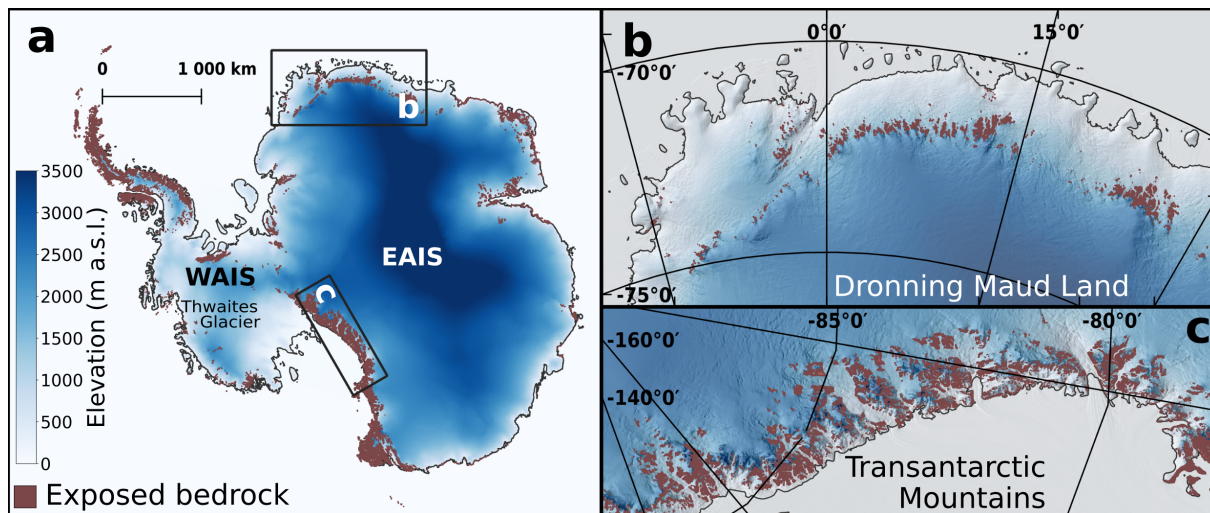 a
0 1 000 km
b
EAIS
WAIS
c
Thwaites
Glacier
3500
3000
2500
2000
1500
1000
500
0
Elevation (m a.s.l.)
Exposed bedrock
b
0°0′
15°0′
-70°0′
-75°0′
Dronning Maud Land
c
-85°0′
-80°0′
-160°0′
-140°0′
Transantarctic
Mountains